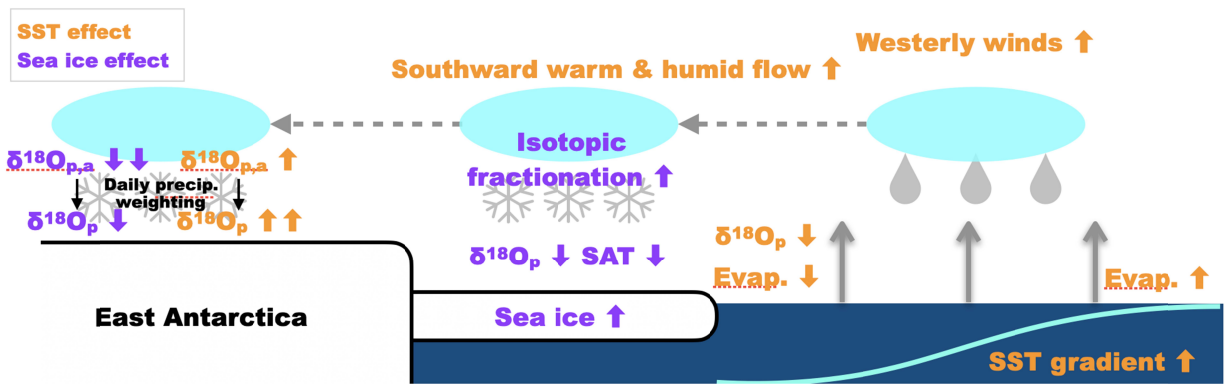 SST effect
Sea ice effect
Westerly winds ⬆
Southward warm & humid flow ⬆
Isotopic
fractionation ⬆
δ¹⁸Oₚ,ₐ ⬇⬇
δ¹⁸Oₚ,ₐ ⬆
Daily precip.
weighting
δ¹⁸Oₚ ⬇
δ¹⁸Oₚ ⬆⬆
δ¹⁸Oₚ ⬇ SAT ⬇
δ¹⁸Oₚ ⬇
Evap. ⬇
Evap. ⬆
East Antarctica
Sea ice ⬆
SST gradient ⬆